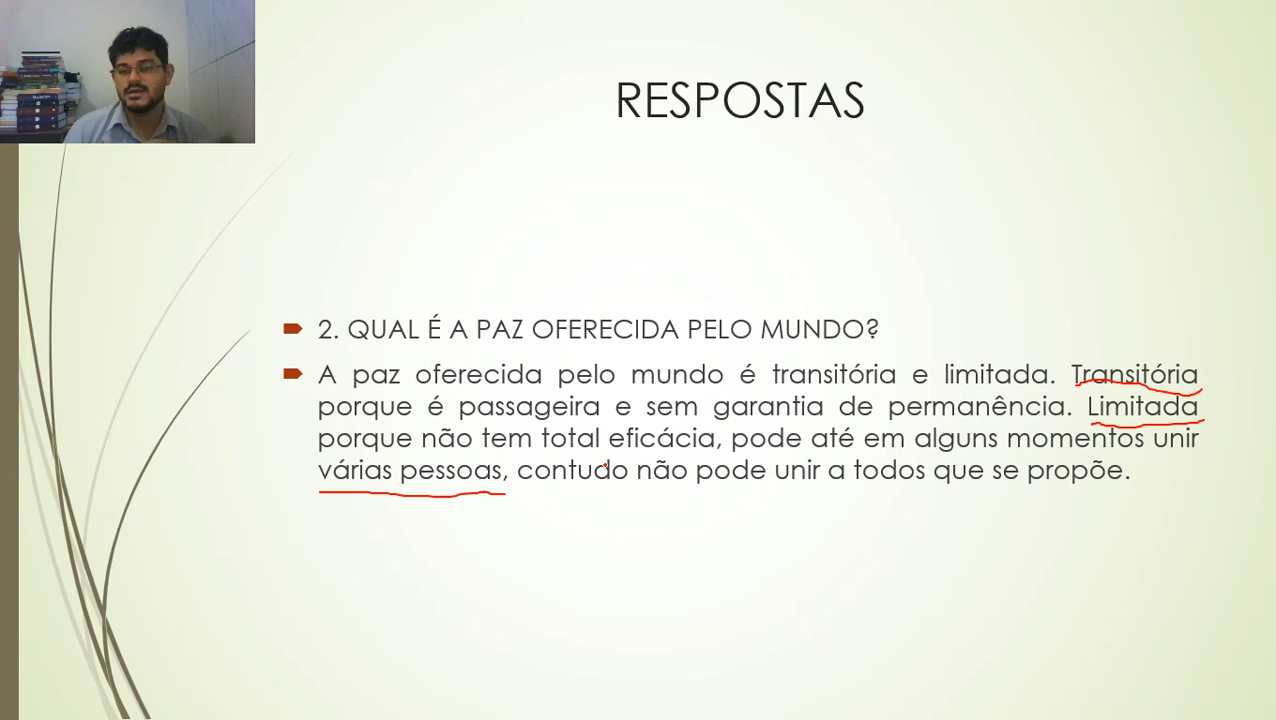 RESPOSTAS
2. QUAL É A PAZ OFERECIDA PELO MUNDO?
A paz oferecida pelo mundo é transitória e limitada. Transitória
porque é passageira e sem garantia de permanência. Limitada
porque não tem total eficácia, pode até em alguns momentos unir
várias pessoas, contudo não pode unir a todos que se propõe.